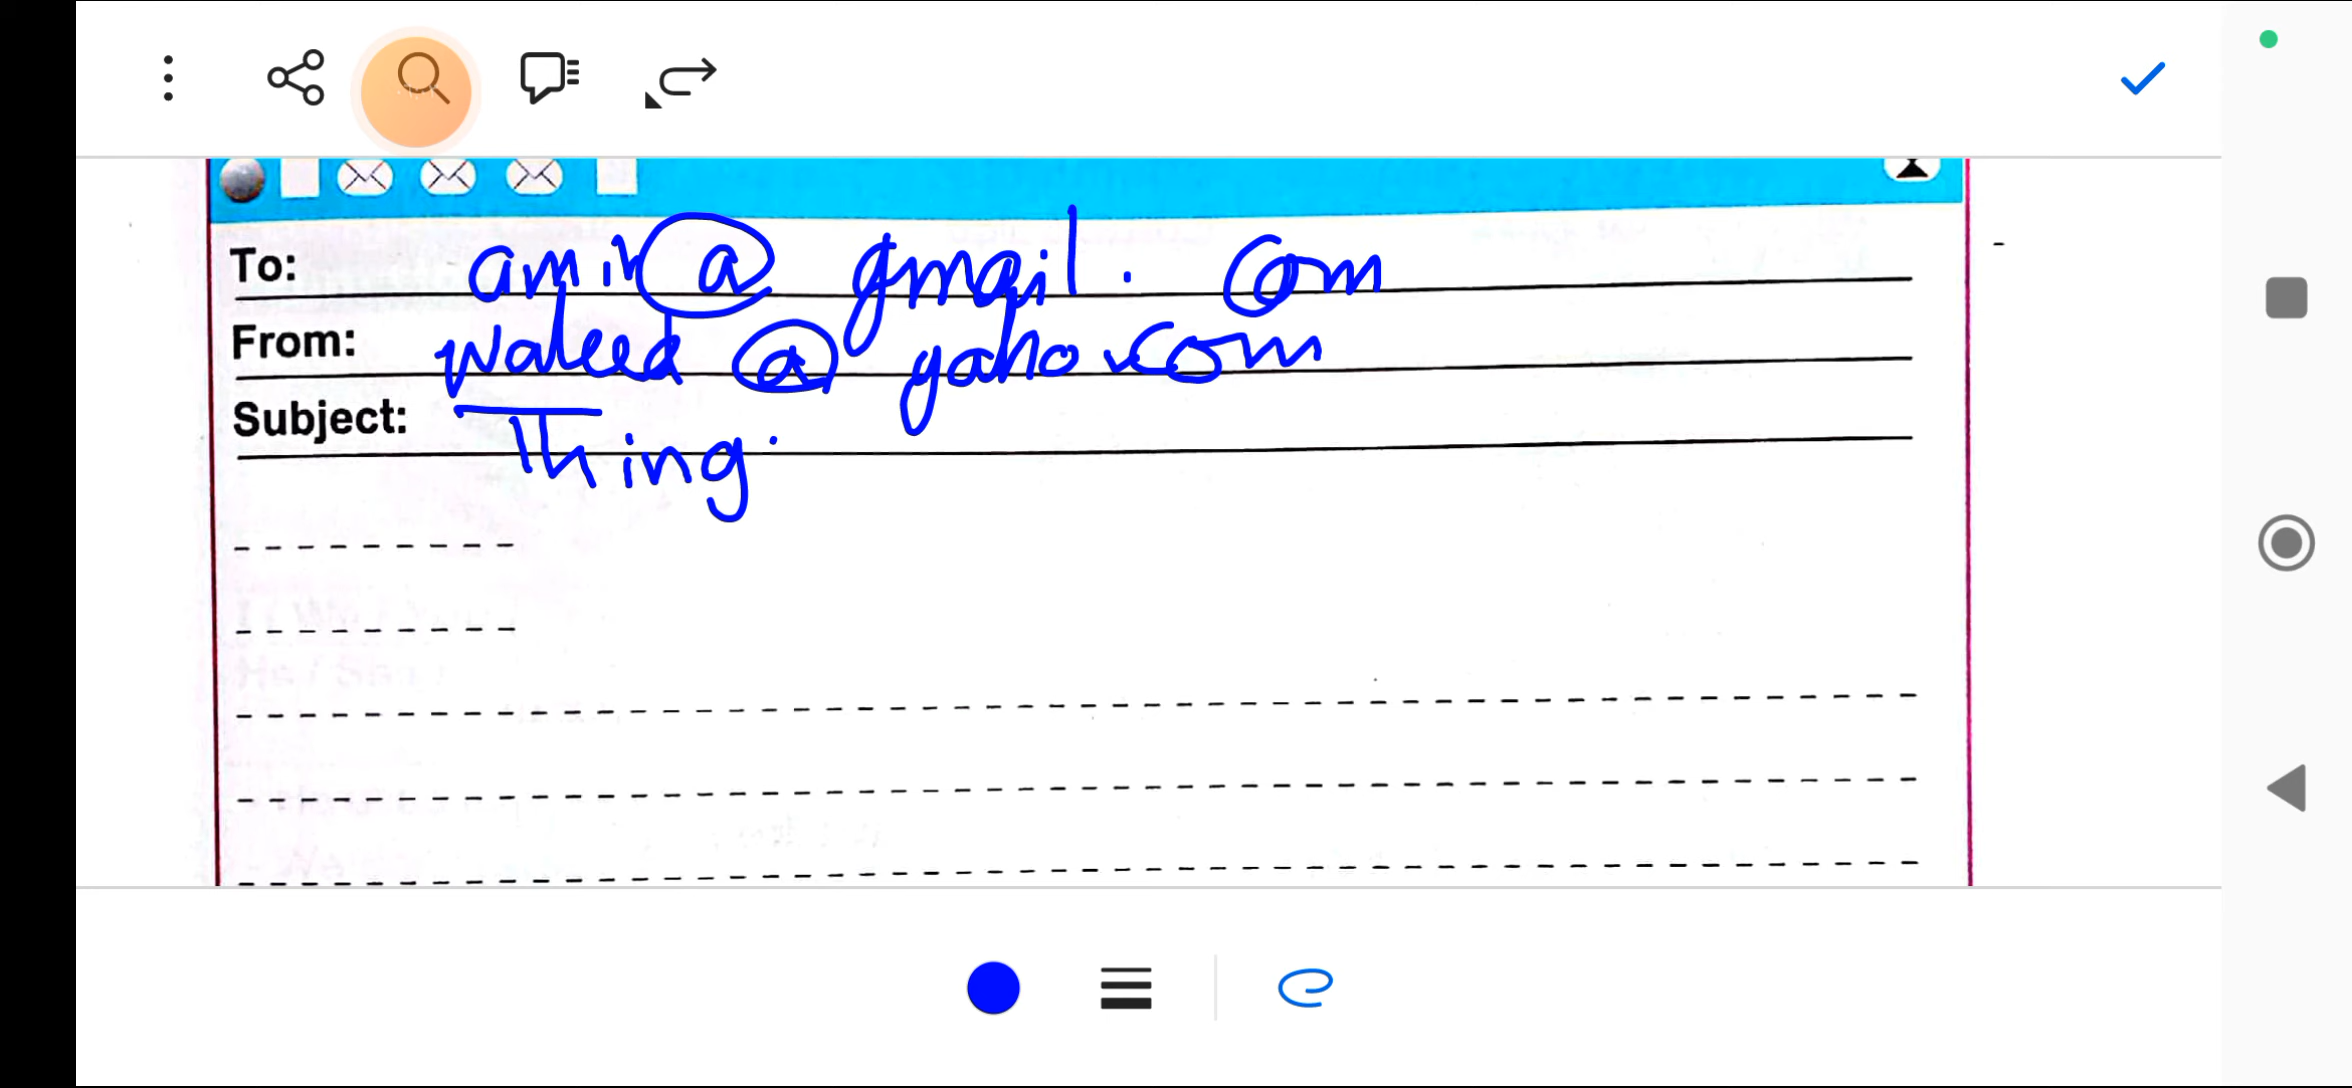 To: amir@gmail.com
From: waleed@yaho.com
Subject: Thing.